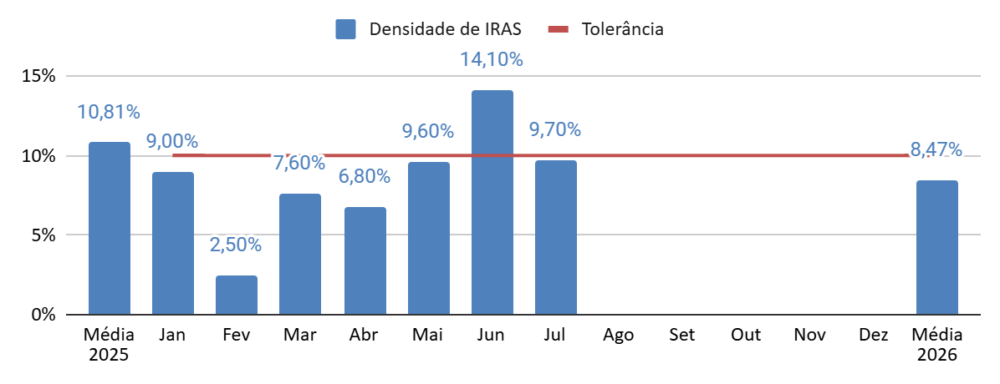 Densidade de IRAS
Tolerância
15%
10%
5%
0%
10,81%
9,00%
2,50%
7,60%
6,80%
9,60%
14,10%
9,70%
8,47%
Média 2025
Jan
Fev
Mar
Abr
Mai
Jun
Jul
Ago
Set
Out
Nov
Dez
Média 2026